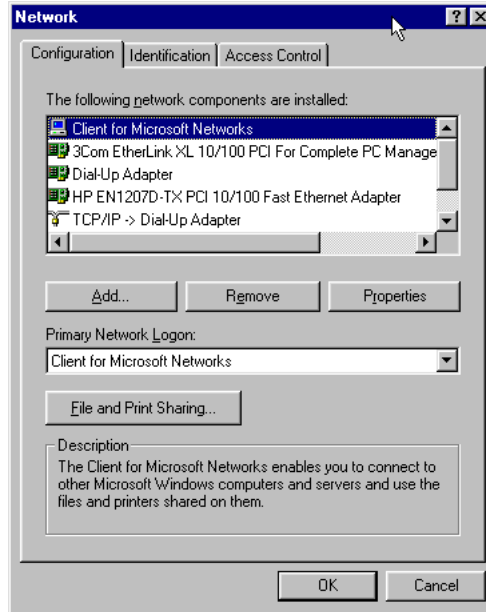 Network
Configuration Identification Access Control
The following network components are installed:
Client for Microsoft Networks
3Com EtherLink XL 10/100 PCI For Complete PC Manage
Dial-Up Adapter
HP EN1207D-TX PCI 10/100 Fast Ethernet Adapter
TCP/IP -> Dial-Up Adapter
Add... Remove Properties
Primary Network Logon:
Client for Microsoft Networks
File and Print Sharing...
Description
The Client for Microsoft Networks enables you to connect to
other Microsoft Windows computers and servers and use the
files and printers shared on them.
OK Cancel